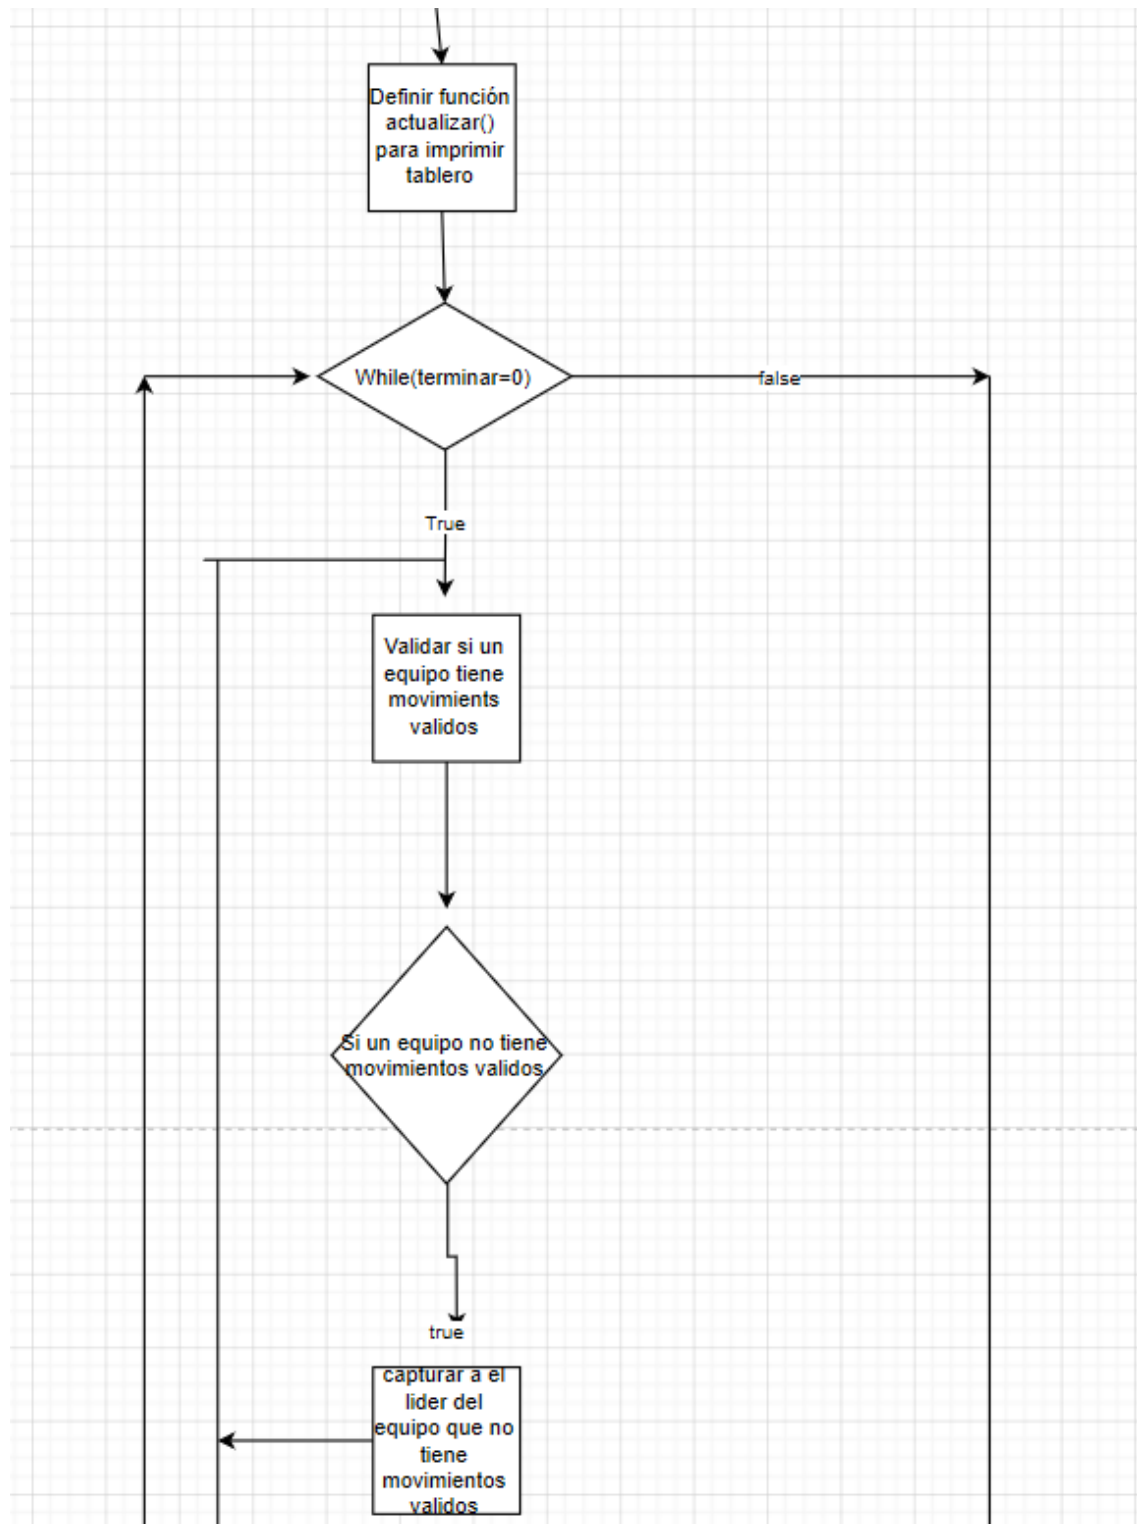 Definir función
actualizar()
para imprimir
tablero
While(terminar=0)
false
True
Validar si un
equipo tiene
movimients
validos
Si un equipo no tiene
movimientos validos
true
capturar a el
lider del
equipo que no
tiene
movimientos
validos